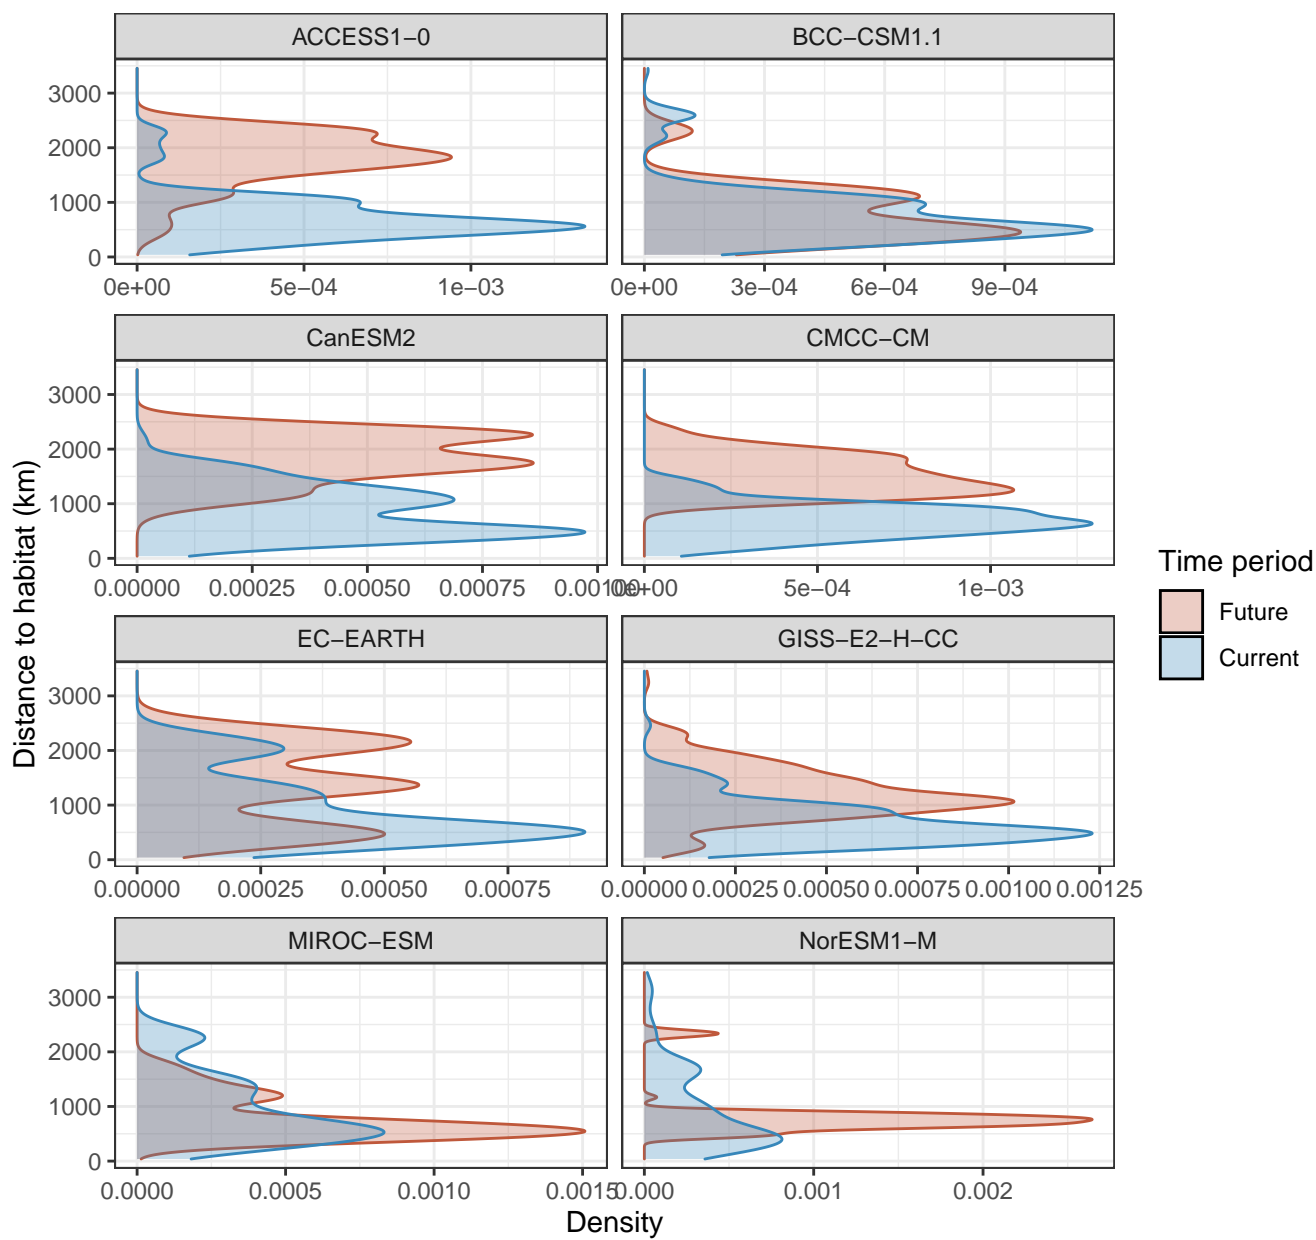 ACCESS1−0 BCC−CSM1.1
3000
2000
1000
0
0e+00 5e−04 1e−03 0e+00 3e−04 6e−04 9e−04
CanESM2 CMCC−CM
3000
2000
1000
0
0.00000 0.00025 0.00050 0.00075 0.00100 0e+00 5e−04 1e−03
Distance to habitat (km)
Time period
Future
Current
EC−EARTH GISS−E2−H−CC
3000
2000
1000
0
0.00000 0.00025 0.00050 0.00075 0.00000 0.00025 0.00050 0.00075 0.00100 0.00125
MIROC−ESM NorESM1−M
3000
2000
1000
0
0.0000 0.0005 0.0010 0.0015 0.000 0.001 0.002
Density